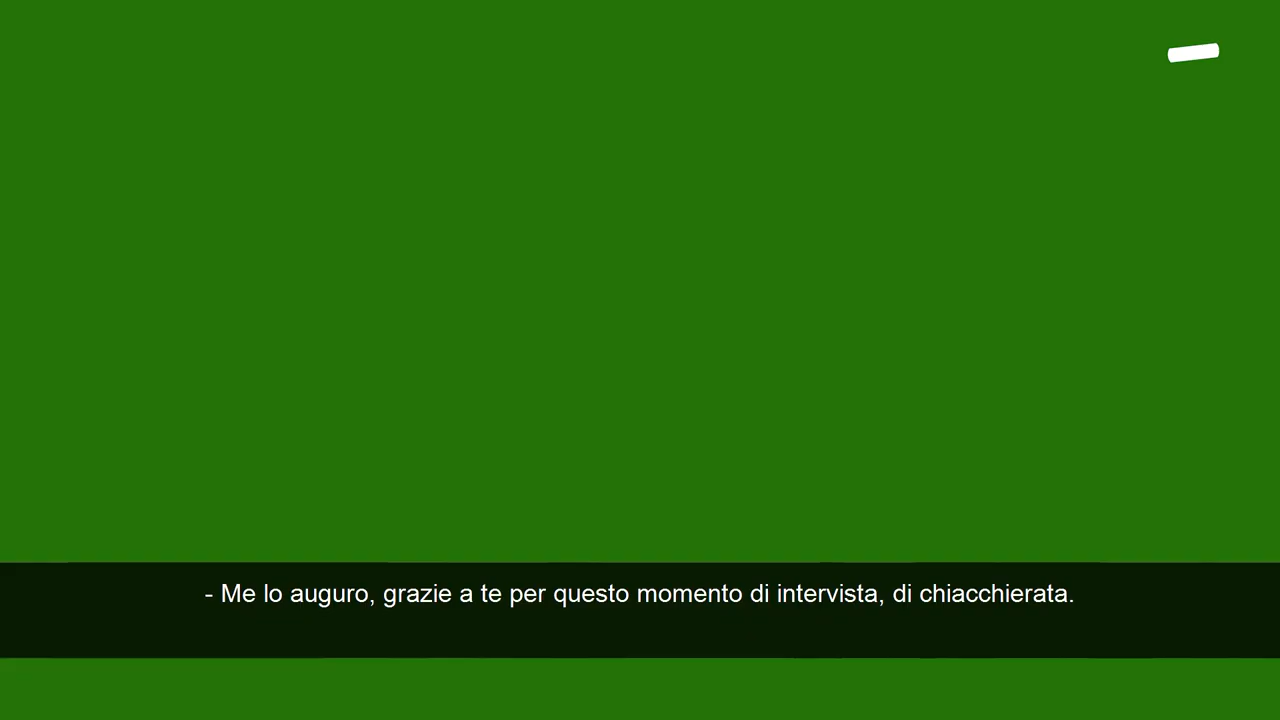 - Me lo auguro, grazie a te per questo momento di intervista, di chiacchierata.